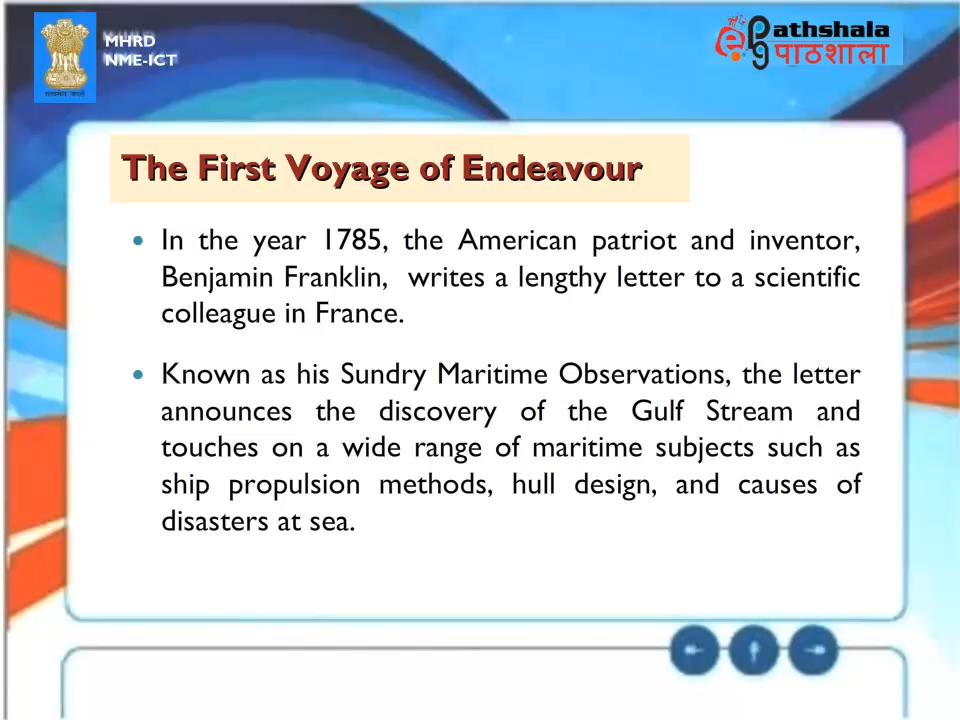 MHRD
NME-ICT
ePG Pathshala
पाठशाला
The First Voyage of Endeavour
In the year 1785, the American patriot and inventor,
Benjamin Franklin, writes a lengthy letter to a scientific
colleague in France.
Known as his Sundry Maritime Observations, the letter
announces the discovery of the Gulf Stream and
touches on a wide range of maritime subjects such as
ship propulsion methods, hull design, and causes of
disasters at sea.